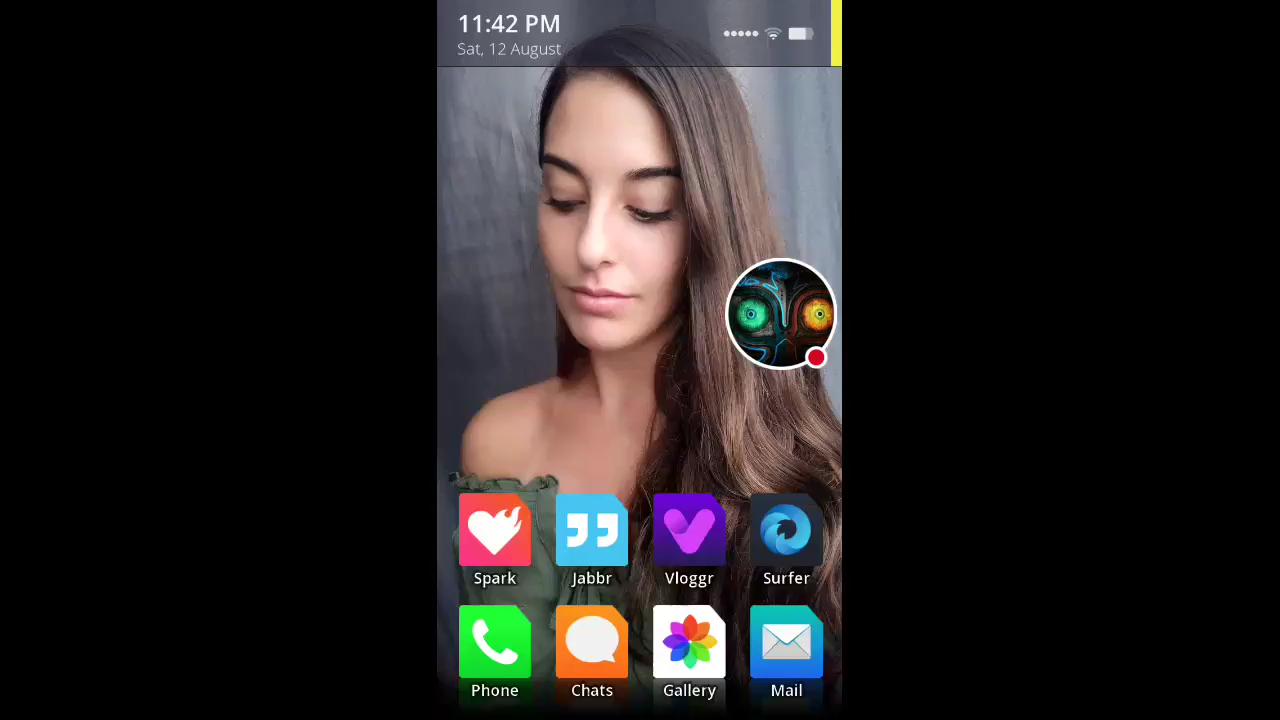 11:42 PM
Sat, 12 August
Spark
Jabbr
Vloggr
Surfer
Phone
Chats
Gallery
Mail